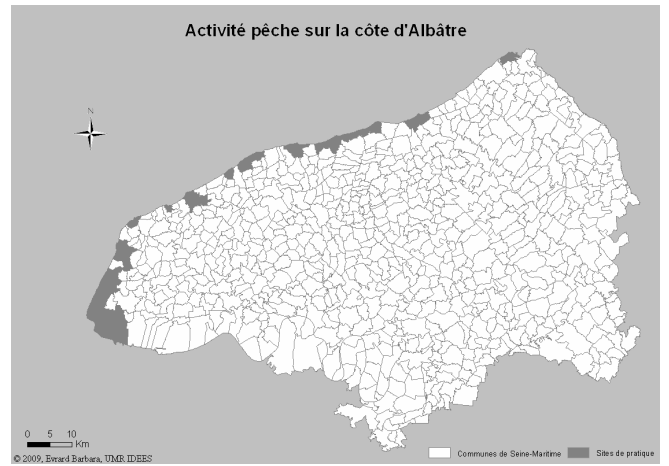 Activité pêche sur la côte d'Albâtre
N
0 5 10
Km
© 2009, Evrard Barbara, UMR IDEES
Communes de Seine-Maritime Sites de pratique